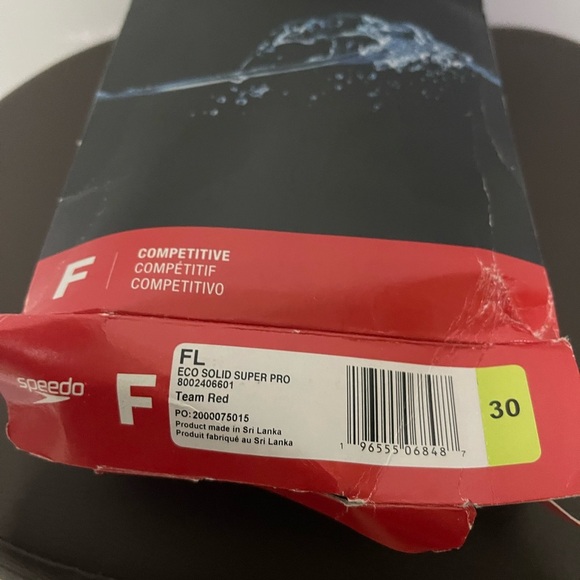 F
COMPETITIVE
COMPÉTITIF
COMPETITIVO
speedo
F
FL
ECO SOLID SUPER PRO
8002406601
Team Red
PO: 2000075015
Product made in Sri Lanka
Produit fabriqué au Sri Lanka
1 96555 06848 7
30